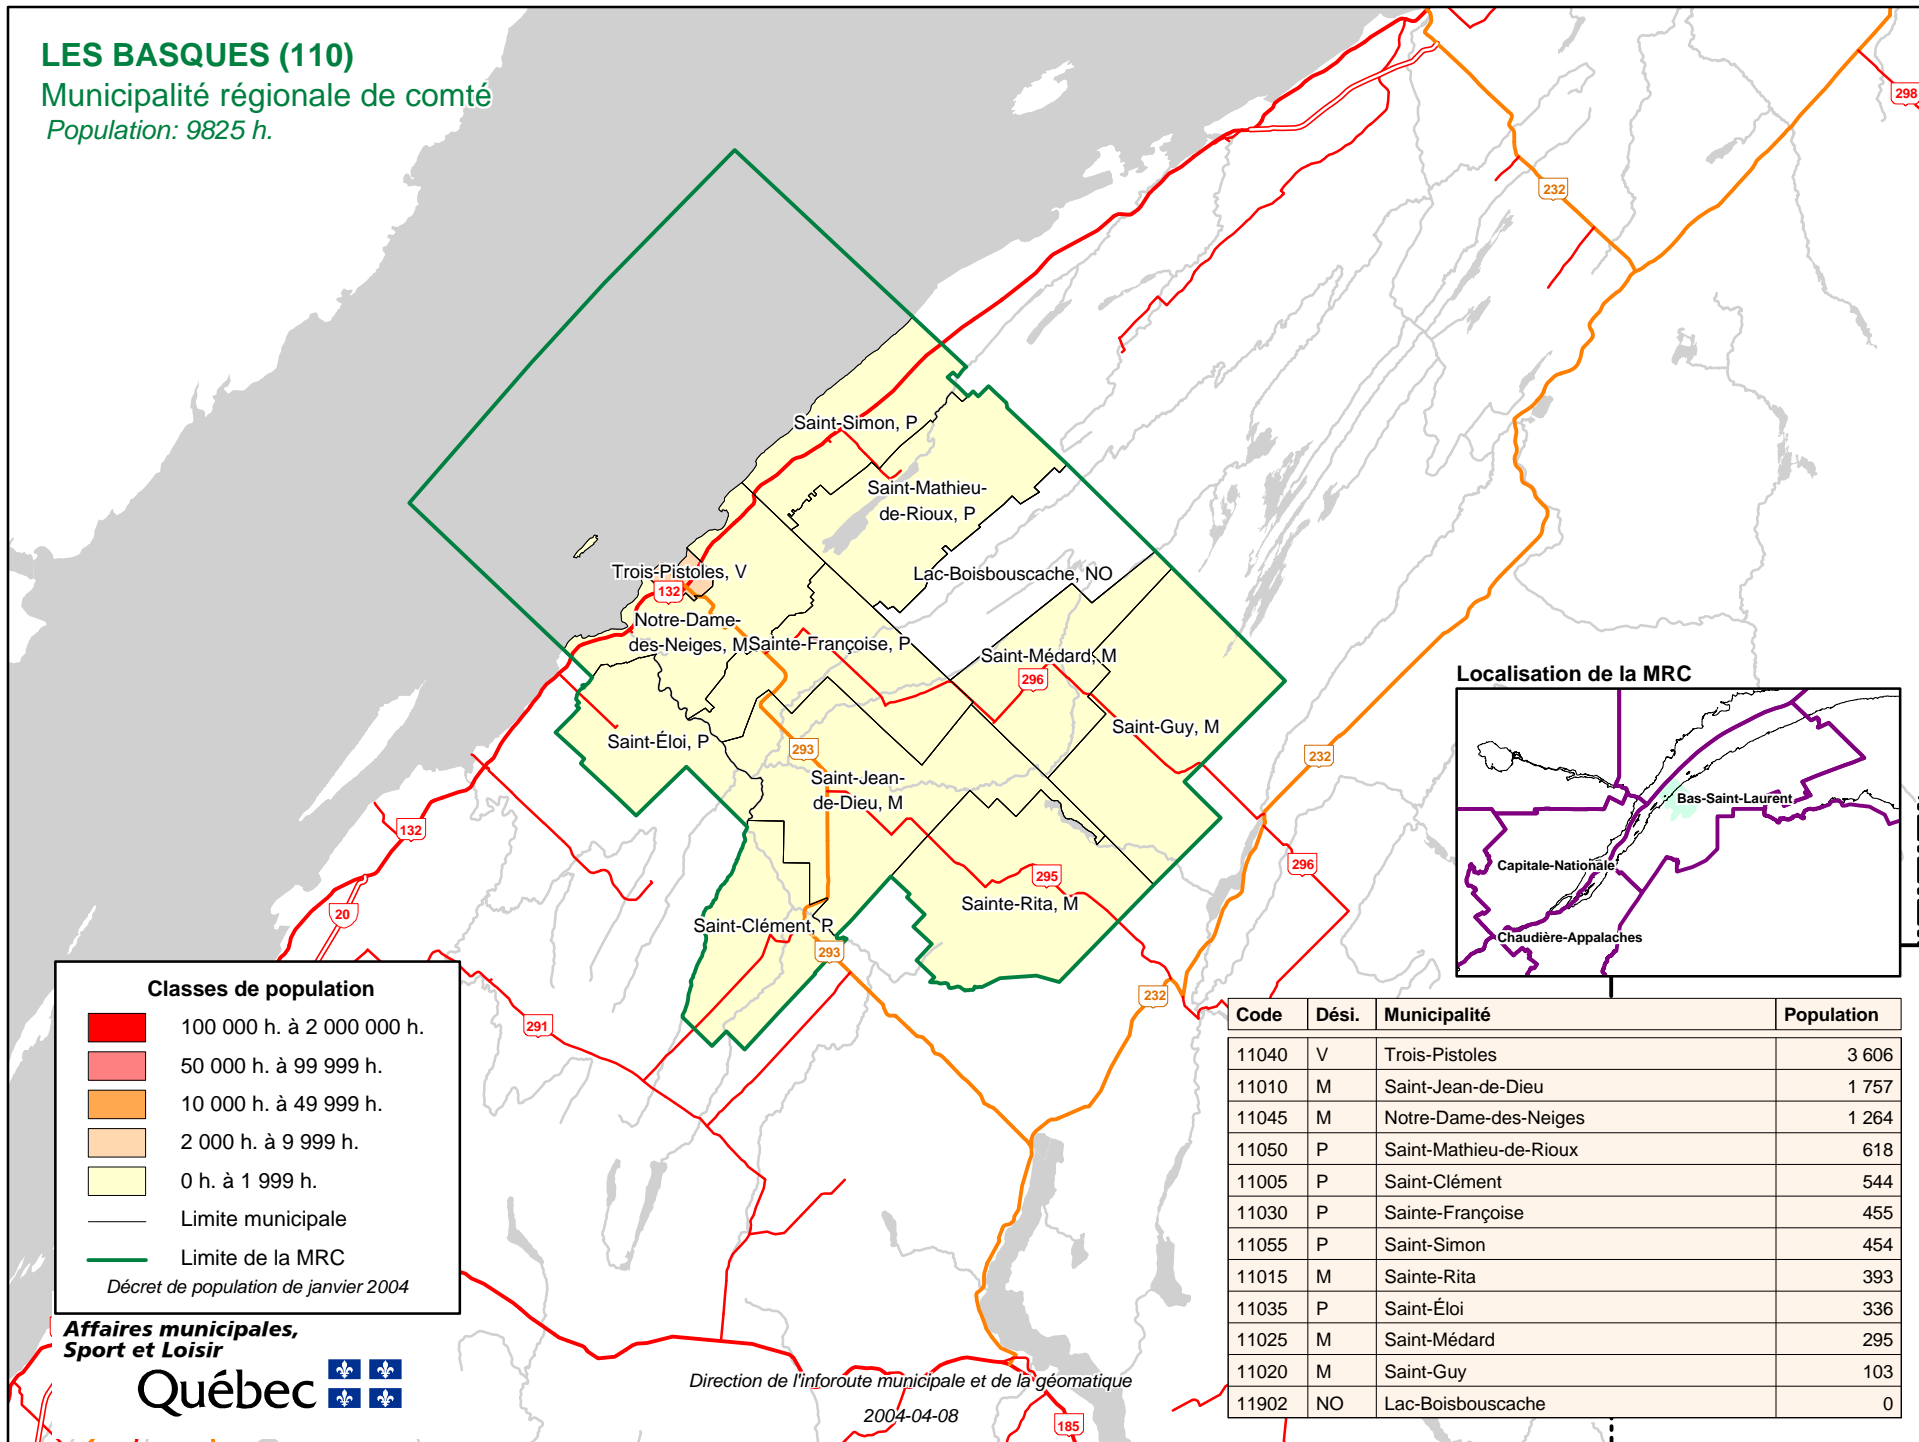 LES BASQUES (110)
Municipalité régionale de comté
Population: 9825 h.
298
232
Saint-Simon, P
Saint-Mathieu-
de-Rioux, P
Trois-Pistoles, V
132
Lac-Boisbouscache, NO
Notre-Dame-
des-Neiges, M
Sainte-Françoise, P
Saint-Médard, M
296
Saint-Guy, M
Saint-Éloi, P
293
232
Saint-Jean-
de-Dieu, M
132
296
295
Sainte-Rita, M
20
Saint-Clément, P
293
232
291
185
Localisation de la MRC
Bas-Saint-Laurent
Capitale-Nationale
Chaudière-Appalaches
Classes de population
100 000 h. à 2 000 000 h.
50 000 h. à 99 999 h.
10 000 h. à 49 999 h.
2 000 h. à 9 999 h.
0 h. à 1 999 h.
Limite municipale
Limite de la MRC
Décret de population de janvier 2004
Affaires municipales,
Sport et Loisir
Québec
Direction de l'inforoute municipale et de la géomatique
2004-04-08
Code Dési. Municipalité Population
11040 V Trois-Pistoles 3 606
11010 M Saint-Jean-de-Dieu 1 757
11045 M Notre-Dame-des-Neiges 1 264
11050 P Saint-Mathieu-de-Rioux 618
11005 P Saint-Clément 544
11030 P Sainte-Françoise 455
11055 P Saint-Simon 454
11015 M Sainte-Rita 393
11035 P Saint-Éloi 336
11025 M Saint-Médard 295
11020 M Saint-Guy 103
11902 NO Lac-Boisbouscache 0